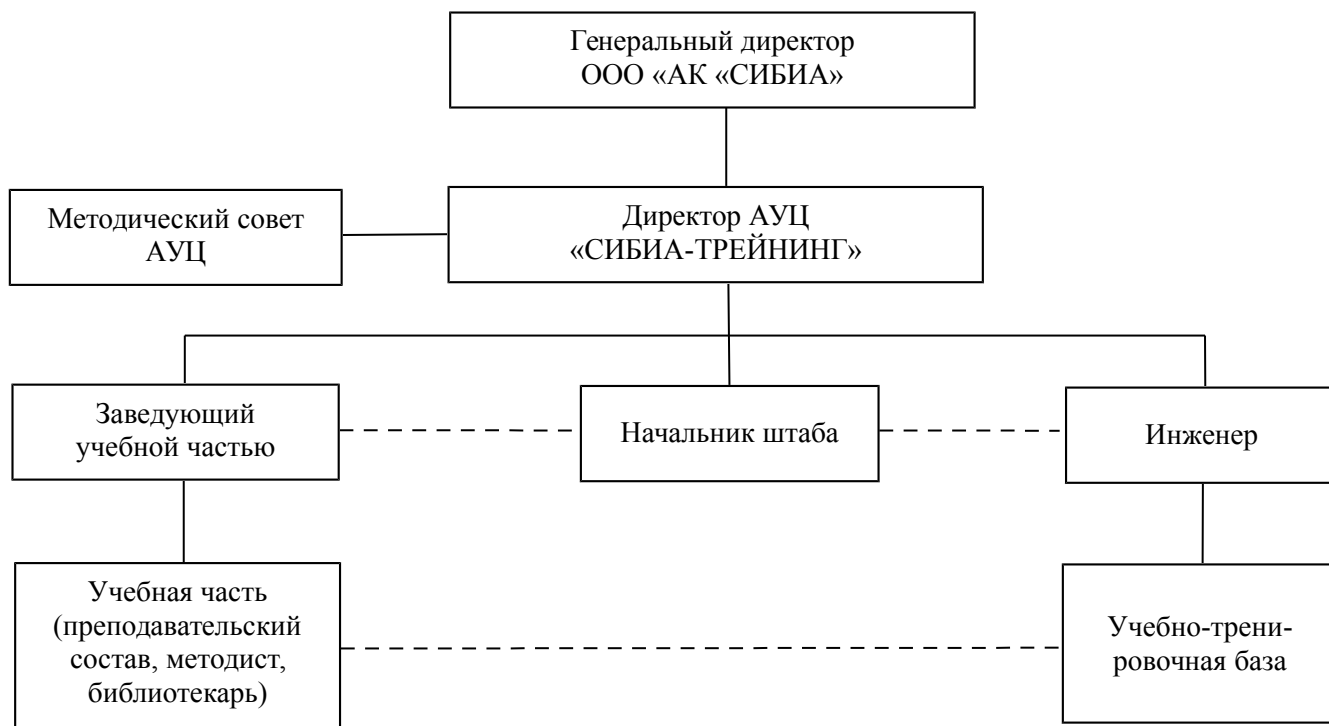 Генеральный директор
ООО «АК «СИБИА»
Методический совет
АУЦ
Директор АУЦ
«СИБИА-ТРЕЙНИНГ»
Заведующий
учебной частью
Начальник штаба
Инженер
Учебная часть
(преподавательский
состав, методист,
библиотекарь)
Учебно-трени-
ровочная база